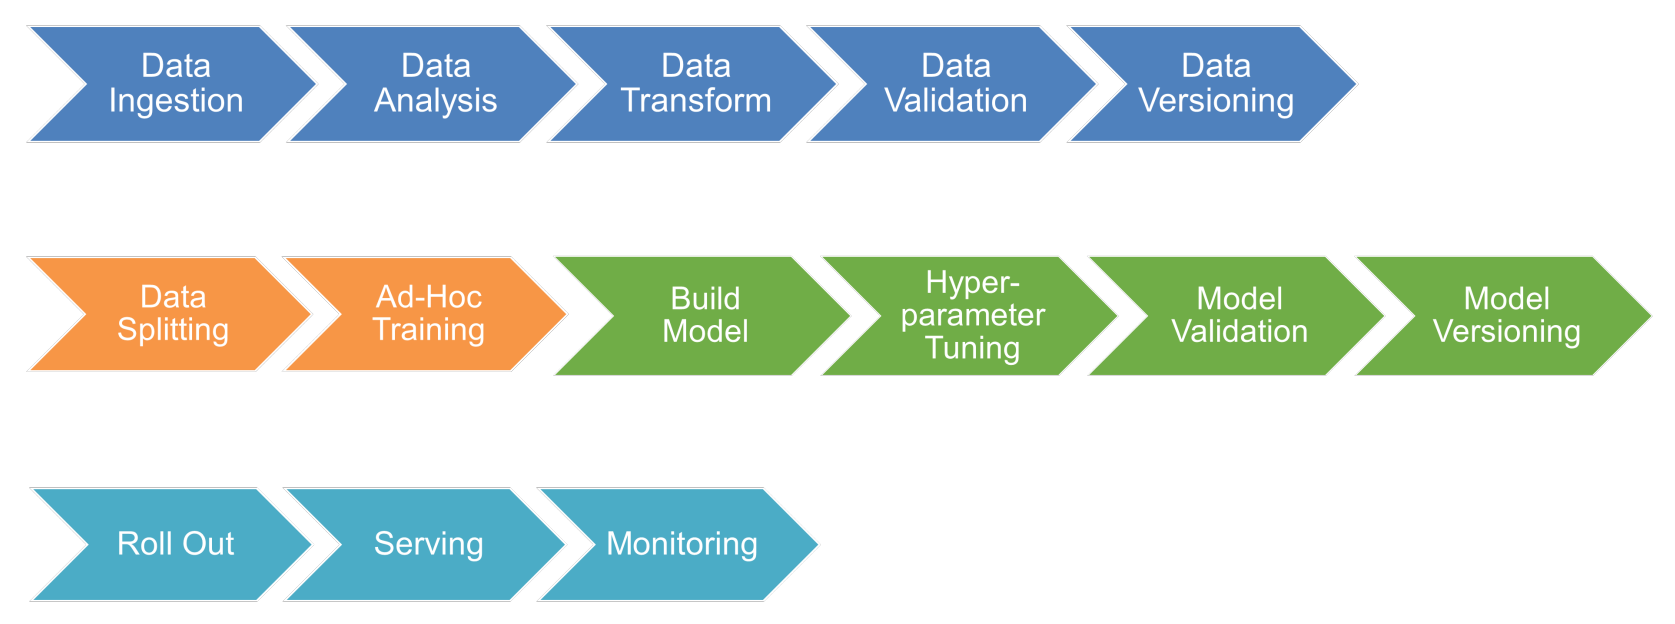 Data
Ingestion
Data
Analysis
Data
Transform
Data
Validation
Data
Versioning
Data
Splitting
Ad-Hoc
Training
Build
Model
Hyper-
parameter
Tuning
Model
Validation
Model
Versioning
Roll Out
Serving
Monitoring